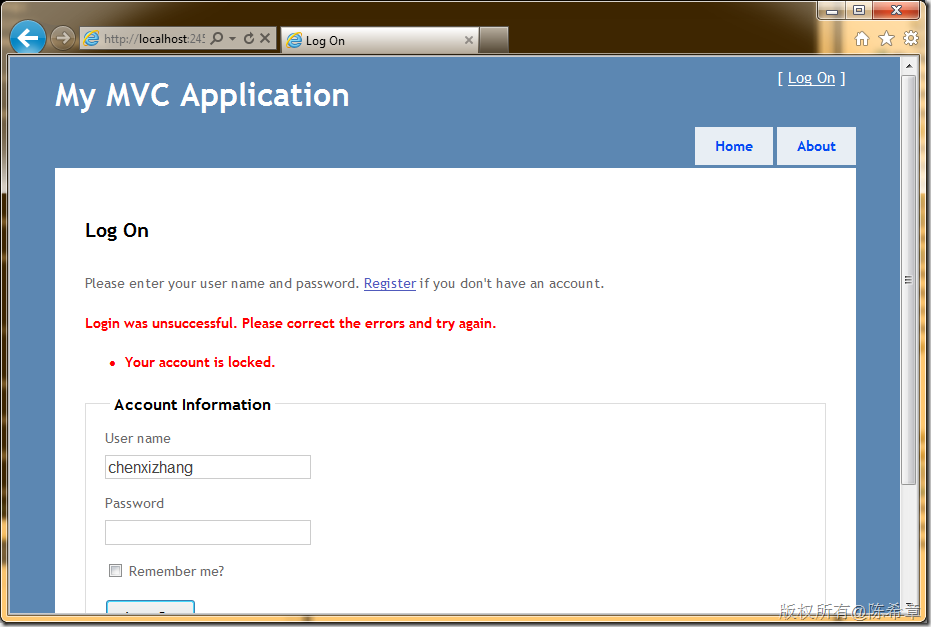 http://localhost:245
Log On
[ Log On ]
My MVC Application
Home
About
Log On
Please enter your user name and password. Register if you don't have an account.
Login was unsuccessful. Please correct the errors and try again.
• Your account is locked.
Account Information
User name
chenxizhang
Password
Remember me?
版权所有@陈希章